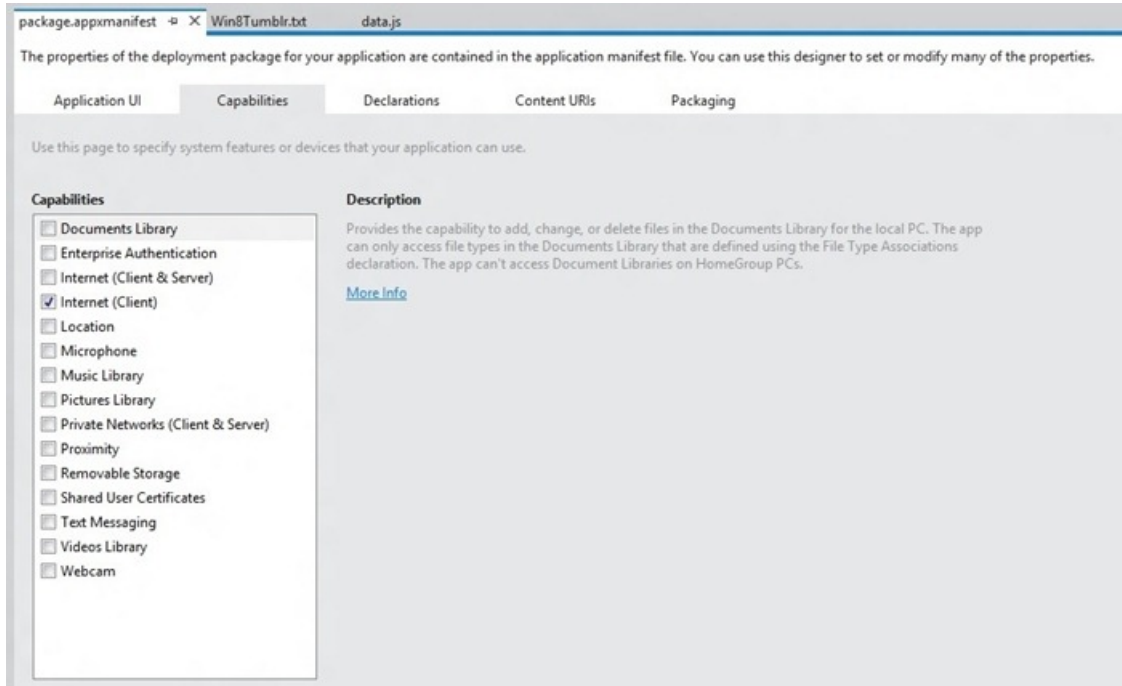 package.appxmanifest Win8Tumblr.txt data.js
The properties of the deployment package for your application are contained in the application manifest file. You can use this designer to set or modify many of the properties.
Application UI Capabilities Declarations Content URIs Packaging
Use this page to specify system features or devices that your application can use.
Capabilities
Documents Library
Enterprise Authentication
Internet (Client & Server)
Internet (Client)
Location
Microphone
Music Library
Pictures Library
Private Networks (Client & Server)
Proximity
Removable Storage
Shared User Certificates
Text Messaging
Videos Library
Webcam
Description
Provides the capability to add, change, or delete files in the Documents Library for the local PC. The app
can only access file types in the Documents Library that are defined using the File Type Associations
declaration. The app can't access Document Libraries on HomeGroup PCs.
More Info